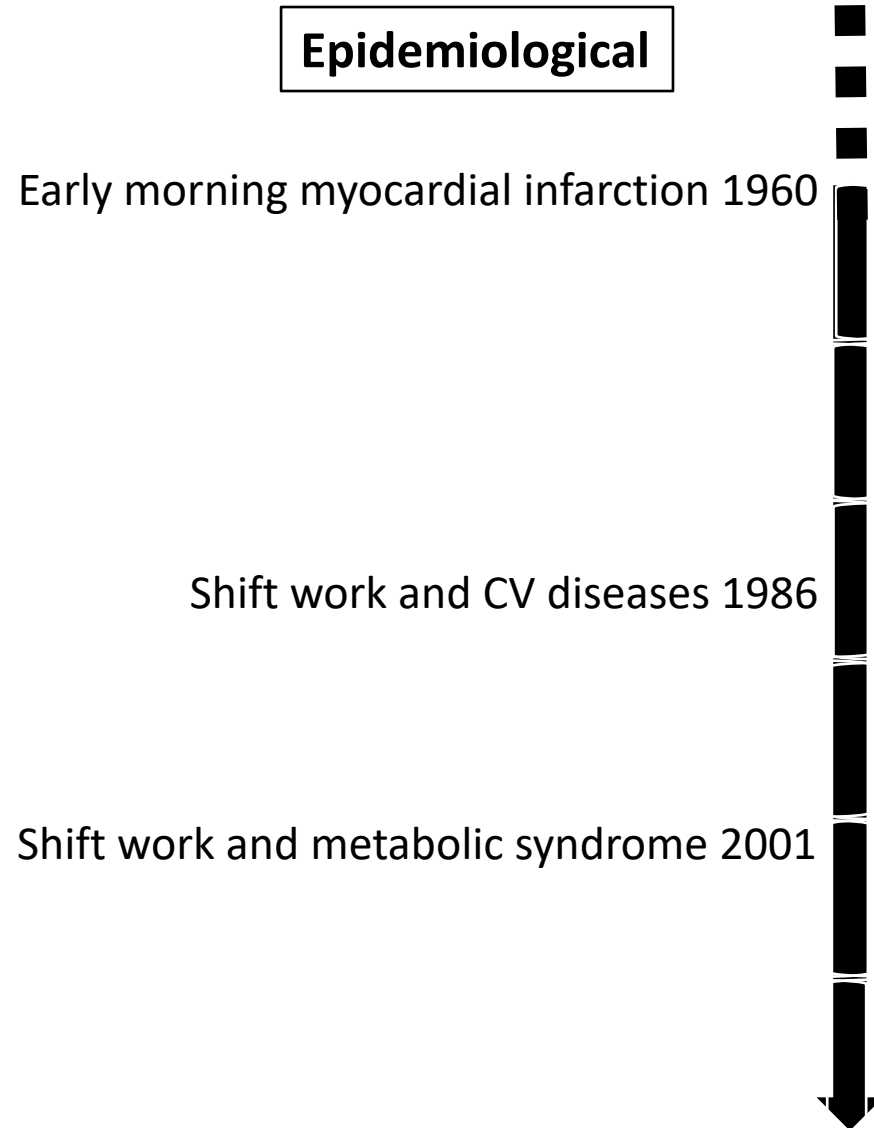 Epidemiological
Early morning myocardial infarction 1960
Shift work and CV diseases 1986
Shift work and metabolic syndrome 2001